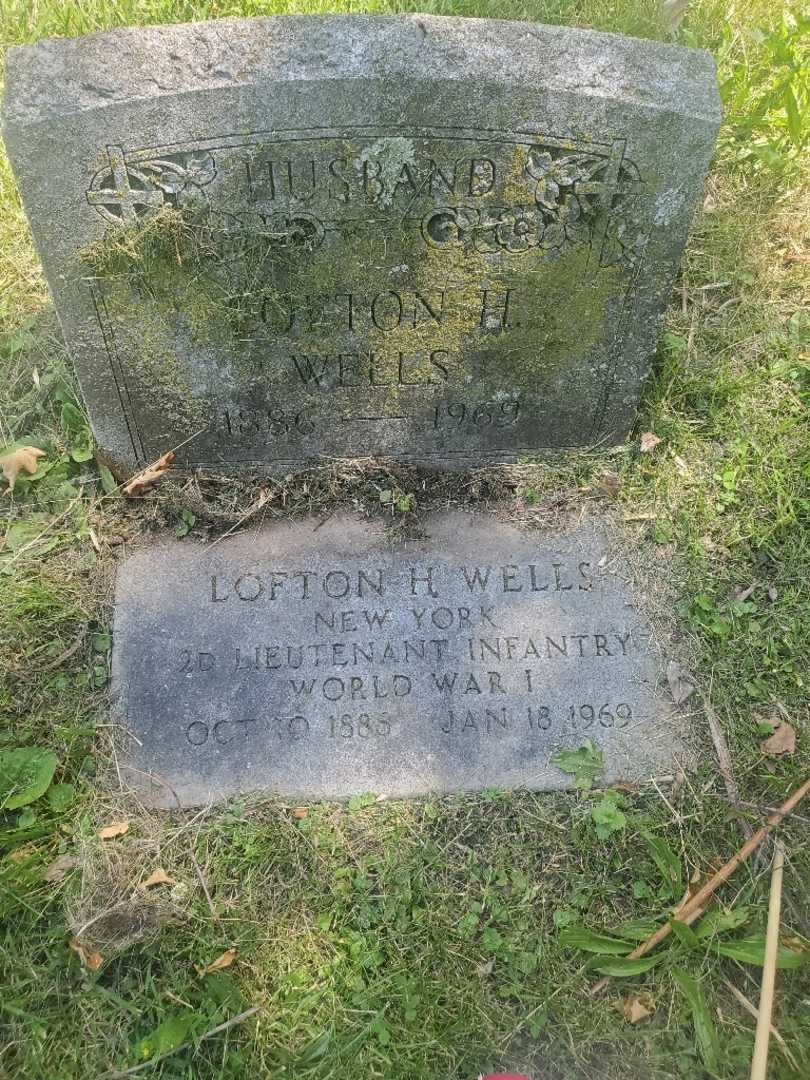 HUSBAND
LOFTON H.
WELLS
1886 — 1969
LOFTON H WELLS
NEW YORK
2D LIEUTENANT INFANTRY
WORLD WAR I
OCT 10 1886 JAN 18 1969